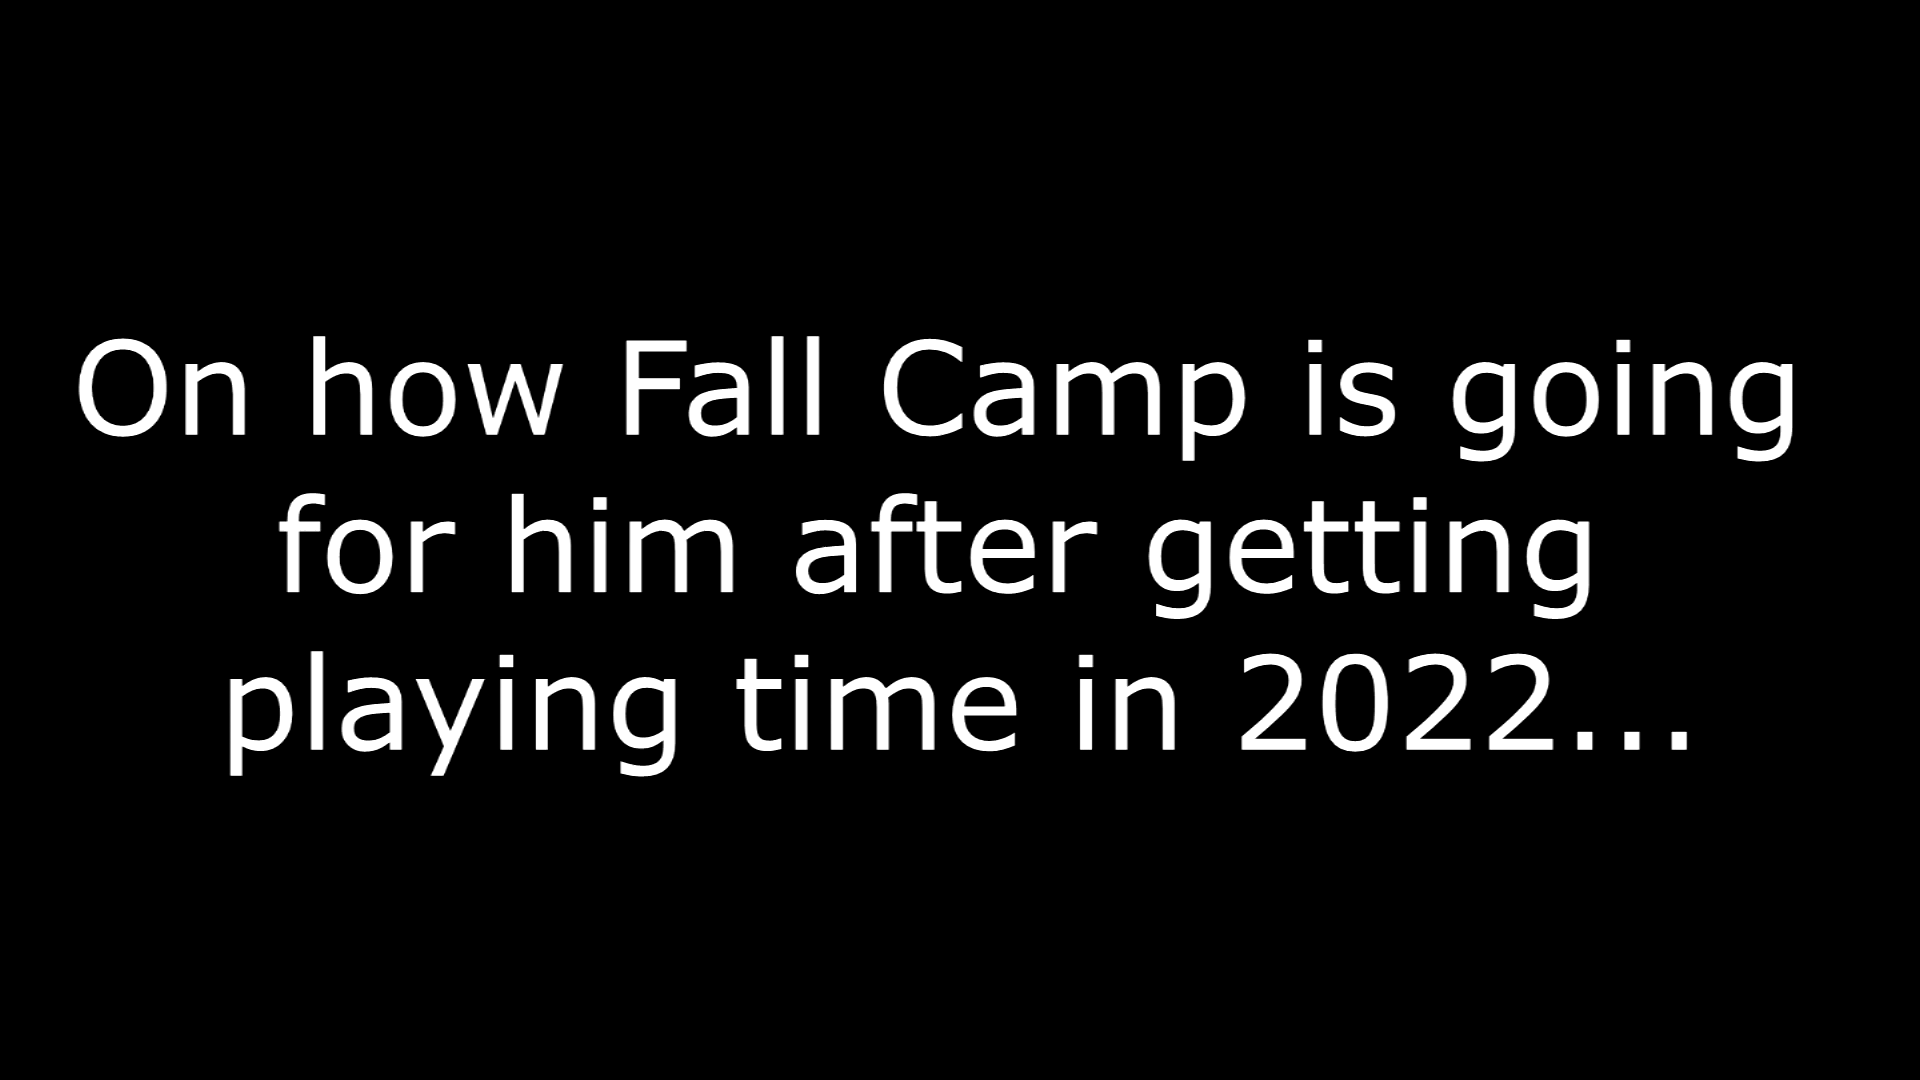 On how Fall Camp is going
for him after getting
playing time in 2022...